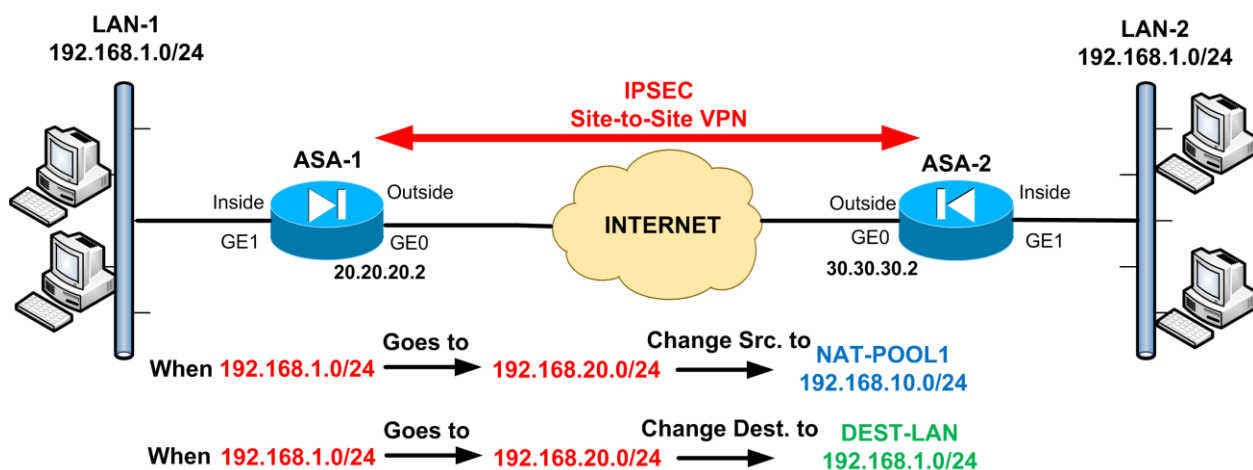 LAN-1
192.168.1.0/24
LAN-2
192.168.1.0/24
IPSEC
Site-to-Site VPN
ASA-1
ASA-2
Inside
Outside
Outside
Inside
INTERNET
GE1
GE0
GE0
GE1
20.20.20.2
30.30.30.2
When 192.168.1.0/24 Goes to 192.168.20.0/24 Change Src. to NAT-POOL1
192.168.10.0/24
When 192.168.1.0/24 Goes to 192.168.20.0/24 Change Dest. to DEST-LAN
192.168.1.0/24